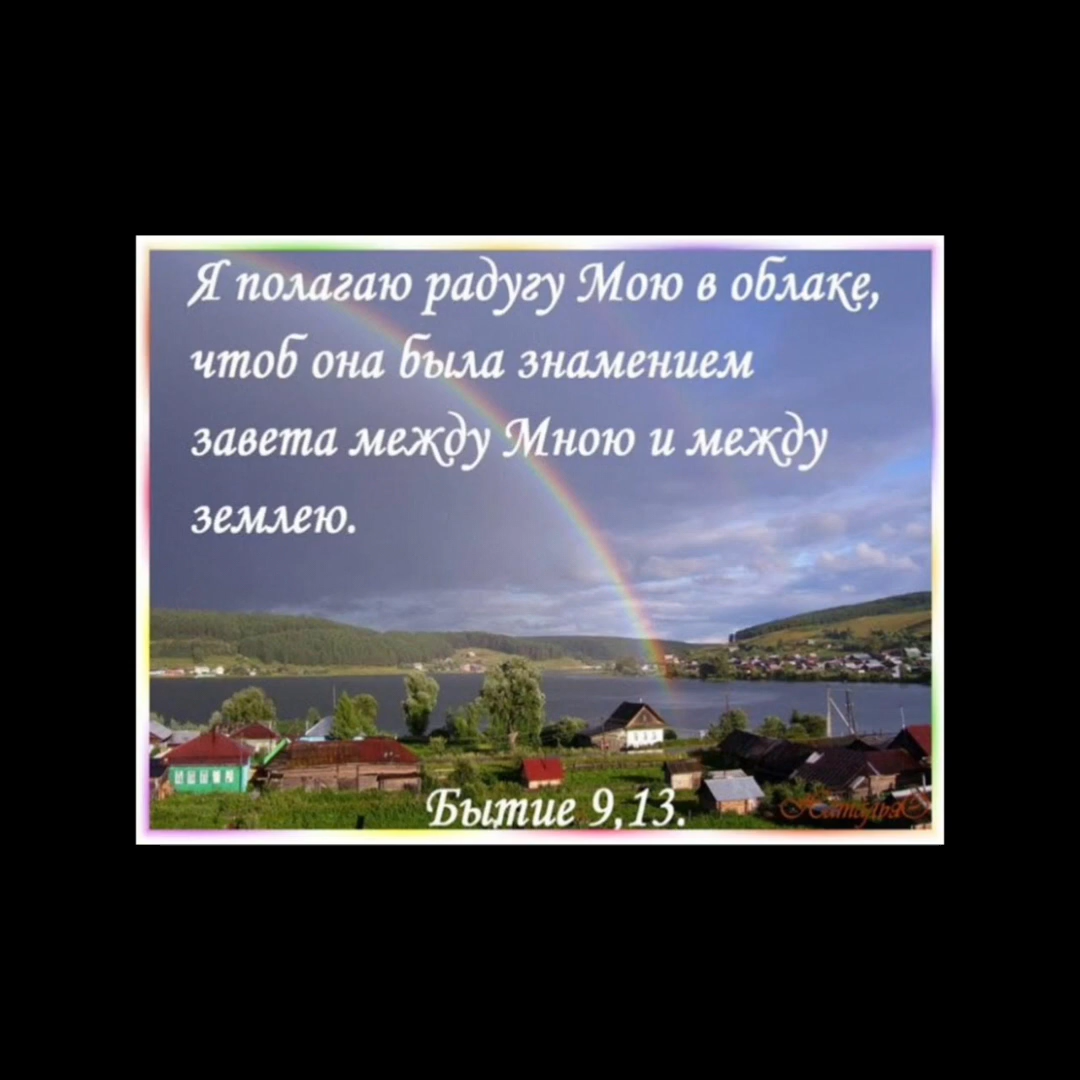 Я полагаю радугу Мою в облаке,
чтоб она была знамением
завета между Мною и между
землею.
Бытие 9,13.